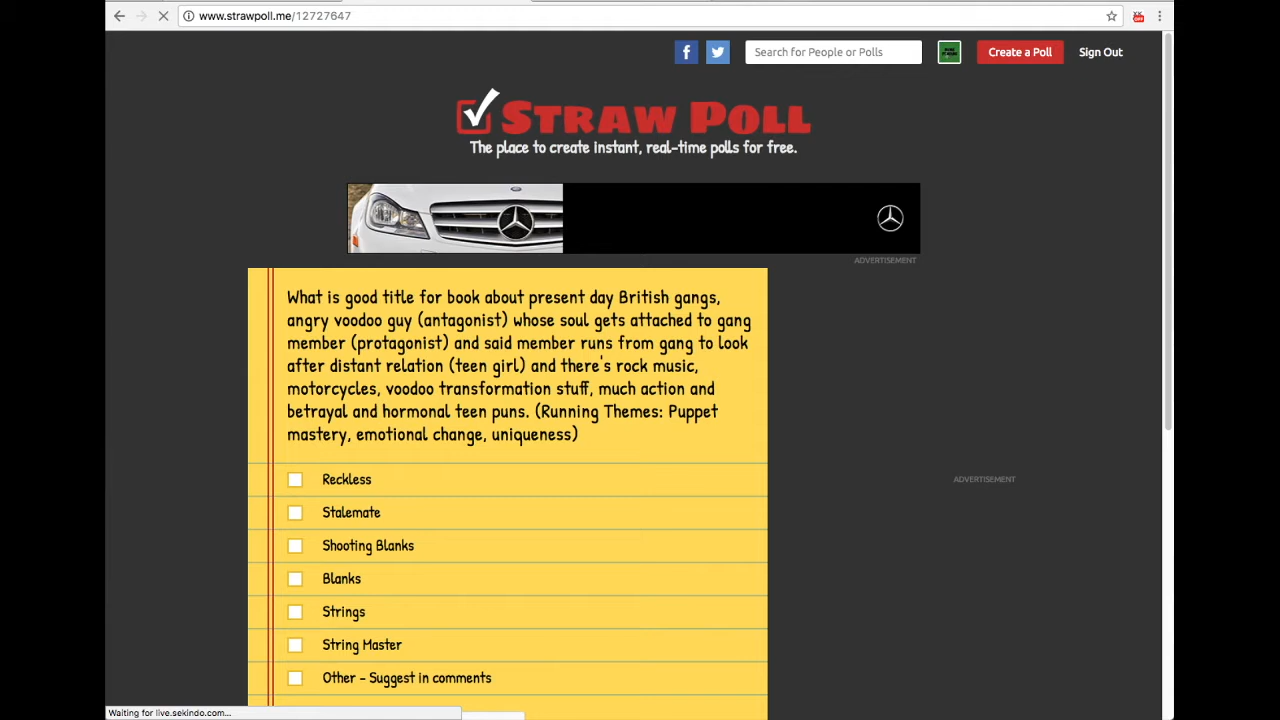 www.strawpoll.me/12727647
f
Search for People or Polls
Create a Poll
Sign Out
STRAW POLL
The place to create instant, real-time polls for free.
ADVERTISEMENT
What is good title for book about present day British gangs,
angry voodoo guy (antagonist) whose soul gets attached to gang
member (protagonist) and said member runs from gang to look
after distant relation (teen girl) and there's rock music,
motorcycles, voodoo transformation stuff, much action and
betrayal and hormonal teen puns. (Running Themes: Puppet
mastery, emotional change, uniqueness)
Reckless
ADVERTISEMENT
Stalemate
Shooting Blanks
Blanks
Strings
String Master
Other - Suggest in comments
Waiting for live.sekindo.com...